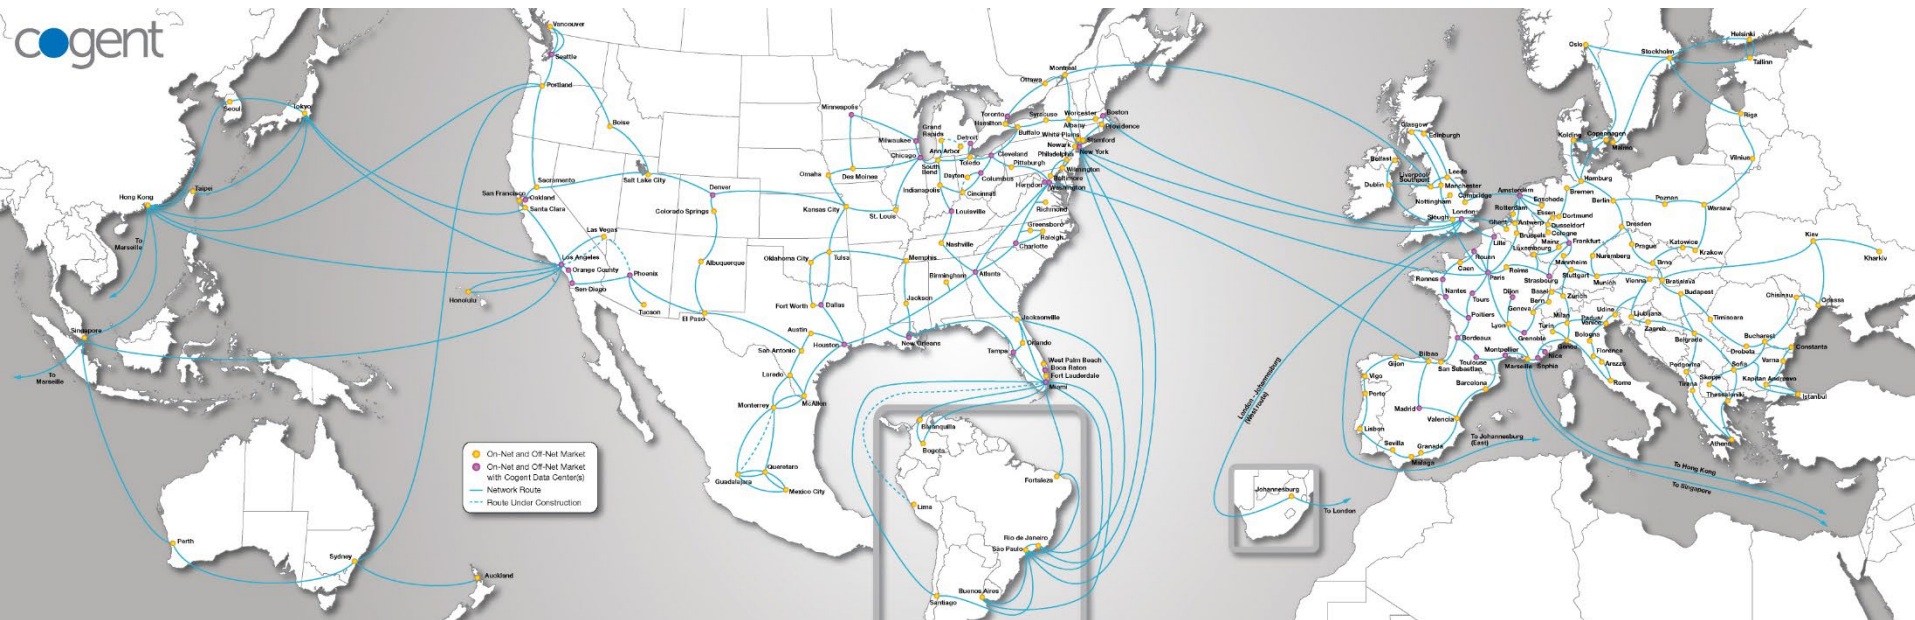 cogent
Vancouver
Seattle
Portland
Boise
Sacramento
San Francisco
Oakland
Santa Clara
Salt Lake City
Las Vegas
Los Angeles
Orange County
San Diego
Phoenix
Tucson
Honolulu
Denver
Colorado Springs
Albuquerque
El Paso
Minneapolis
Omaha
Des Moines
Kansas City
St. Louis
Oklahoma City
Tulsa
Fort Worth
Dallas
Austin
San Antonio
Houston
Laredo
McAllen
Monterrey
Guadalajara
Queretaro
Mexico City
Milwaukee
Chicago
Grand
Rapids
Detroit
Ann Arbor
Toledo
South
Bend
Indianapolis
Dayton
Cincinnati
Columbus
Cleveland
Pittsburgh
Louisville
Nashville
Memphis
Birmingham
Jackson
New Orleans
Atlanta
Charlotte
Greensboro
Raleigh
Richmond
Herndon
Washington
Baltimore
Wilmington
Philadelphia
Newark
White Plains
New York
Stamford
Providence
Boston
Worcester
Albany
Syracuse
Buffalo
Hamilton
Toronto
Ottawa
Montreal
Jacksonville
Orlando
Tampa
West Palm Beach
Boca Raton
Fort Lauderdale
Miami
Barranquilla
Bogota
Lima
Fortaleza
Rio de Janeiro
São Paulo
Buenos Aires
Santiago
Seoul
Tokyo
Taipei
Hong Kong
To
Marseille
Singapore
To
Marseille
Perth
Sydney
Auckland
On-Net and Off-Net Market
On-Net and Off-Net Market
with Cogent Data Center(s)
Network Route
Route Under Construction
London - Johannesburg
(West route)
Johannesburg
To London
To Johannesburg
(East)
To Hong Kong
To Singapore
Oslo
Stockholm
Helsinki
Tallinn
Riga
Vilnius
Kolding
Copenhagen
Malmo
Glasgow
Edinburgh
Belfast
Dublin
Liverpool
Southport
Leeds
Manchester
Nottingham
Cambridge
Slough
London
Amsterdam
Rotterdam
Enschede
Essen
Dortmund
Dusseldorf
Cologne
Antwerp
Ghent
Brussels
Lille
Luxembourg
Mainz
Frankfurt
Mannheim
Stuttgart
Strasbourg
Hamburg
Bremen
Berlin
Dresden
Nuremberg
Munich
Poznan
Warsaw
Katowice
Krakow
Prague
Brno
Vienna
Bratislava
Budapest
Kiev
Kharkiv
Odessa
Chisinau
Rouen
Caen
Reims
Paris
Rennes
Nantes
Tours
Poitiers
Dijon
Basel
Bern
Zurich
Geneva
Lyon
Grenoble
Bordeaux
Toulouse
Montpellier
Marseille
Sophia
Nice
Turin
Milan
Genoa
Padua/
Venice
Udine
Bologna
Florence
Arezzo
Rome
Ljubljana
Zagreb
Belgrade
Timisoara
Bucharest
Drobeta
Constanta
Varna
Sofia
Kapitan Andreevo
Istanbul
Podgorica
Skopje
Tirana
Thessaloniki
Athens
Gijon
Bilbao
San Sebastian
Barcelona
Vigo
Porto
Lisbon
Madrid
Valencia
Sevilla
Granada
Malaga